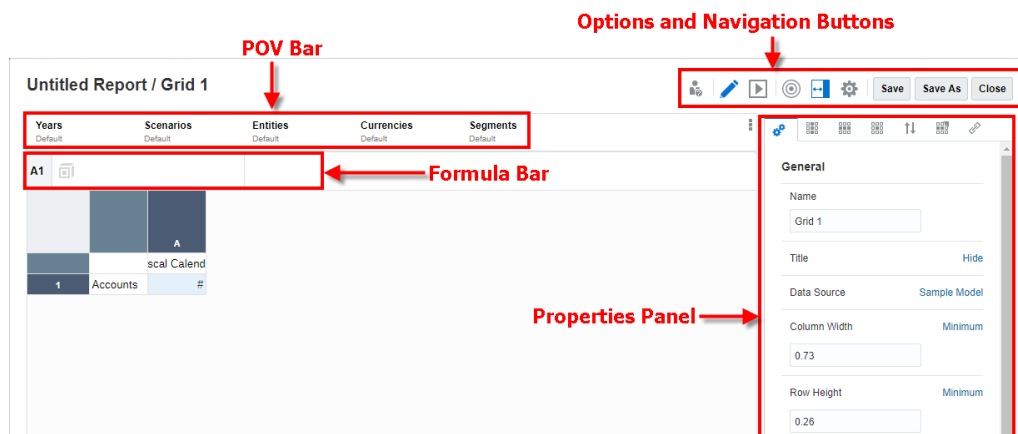 Options and Navigation Buttons
POV Bar
Untitled Report / Grid 1
Save
Save As
Close
Years
Default
Scenarios
Default
Entities
Default
Currencies
Default
Segments
Default
A1
Formula Bar
General
Name
Grid 1
A
scal Calend
1
Accounts
#
Title
Hide
Data Source
Sample Model
Properties Panel
Column Width
Minimum
0.73
Row Height
Minimum
0.26